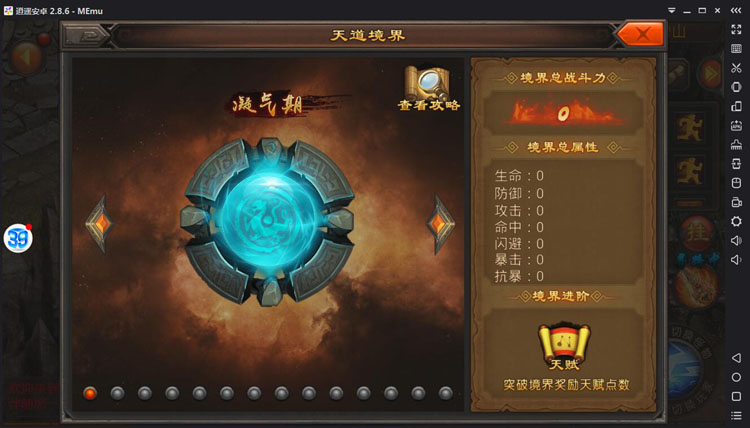 逍遥安卓 2.8.6 - MEmu
天道境界
凝气期
查看攻略
境界总战斗力
0
境界总属性
生命：0
防御：0
攻击：0
命中：0
闪避：0
暴击：0
抗暴：0
境界进阶
天赋
突破境界奖励天赋点数
39
山
挂